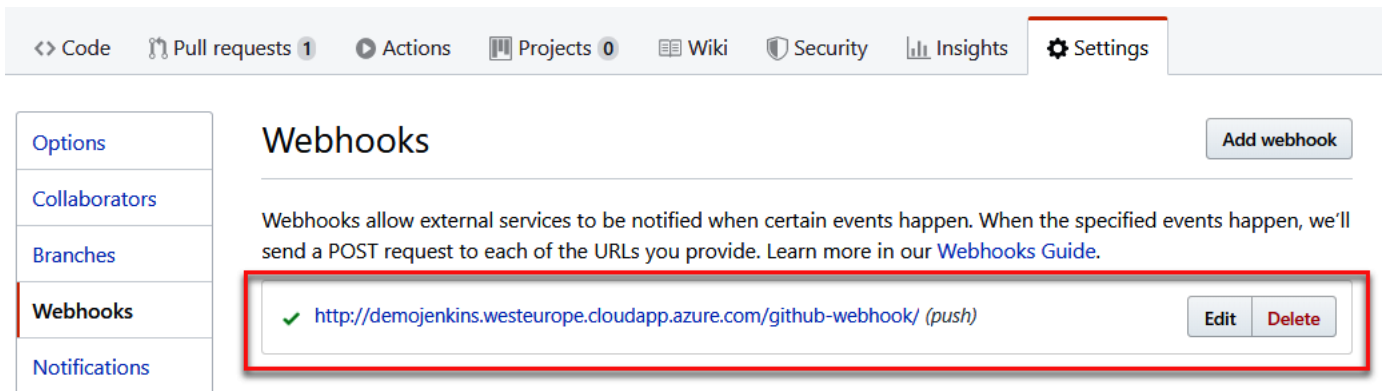 <> Code Pull requests 1 Actions Projects 0 Wiki Security Insights Settings
Options
Collaborators
Branches
Webhooks
Notifications
Webhooks
Add webhook
Webhooks allow external services to be notified when certain events happen. When the specified events happen, we’ll
send a POST request to each of the URLs you provide. Learn more in our Webhooks Guide.
http://demojenkins.westeurope.cloudapp.azure.com/github-webhook/ (push)
Edit Delete